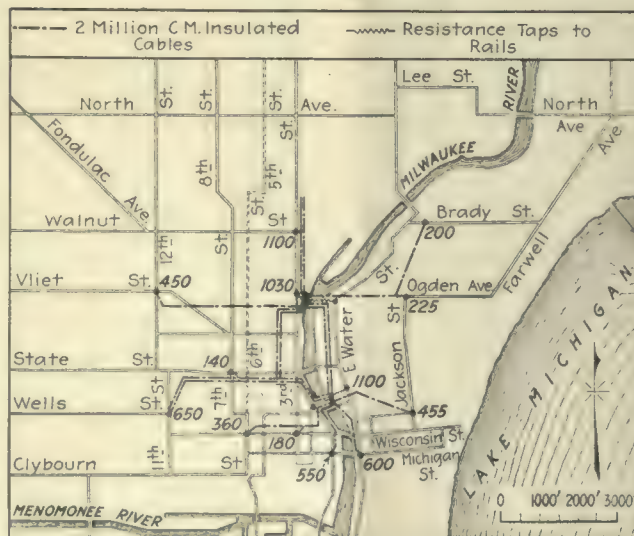 2 Million C M. Insulated Cables
Resistance Taps to Rails
Lee St.
RIVER
North Ave.
North Ave
Fondulac Ave.
12th St.
8th St.
6th St.
5th St.
MILWAUKEE
Farwell Ave
Walnut St
1100
200
Brady St.
St.
Vliet St.
450
1030
Ogden Ave.
225
E Water
Jackson St
State St.
140
7th St.
3rd
1100
Wells St.
650
360
180
455
Wisconsin St.
Michigan St.
11th St
Clybourn St
550
600
LAKE MICHIGAN
MENOMONEE RIVER
0 1000' 2000' 3000'